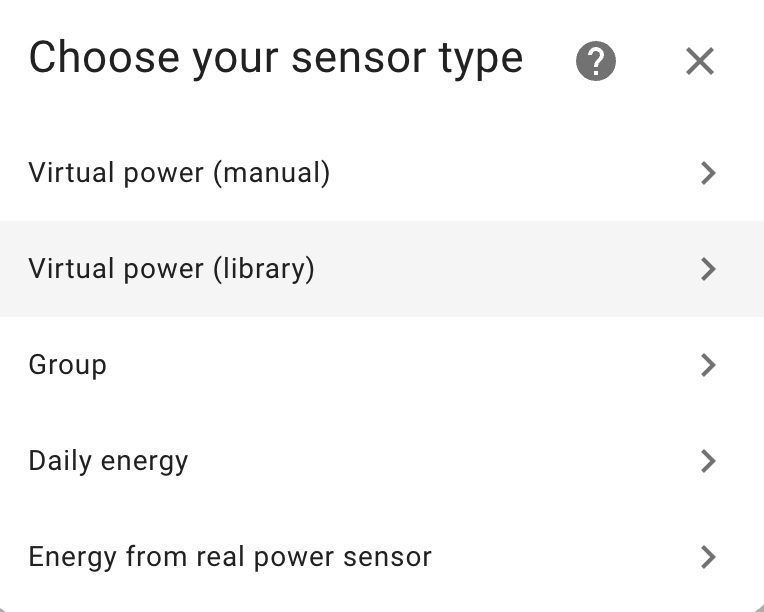 Choose your sensor type
Virtual power (manual)
Virtual power (library)
Group
Daily energy
Energy from real power sensor